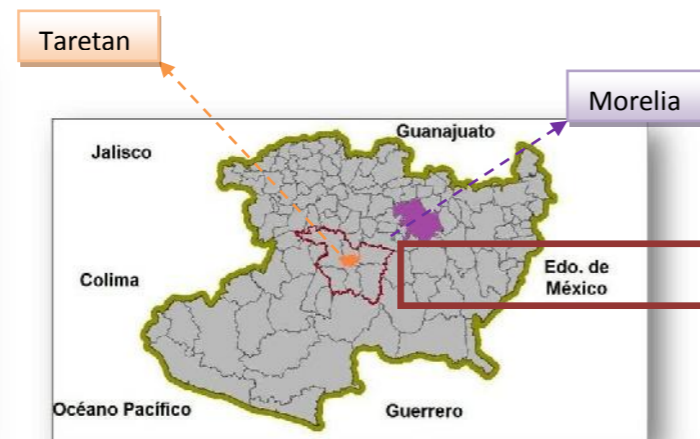 Taretan
Morelia
Guanajuato
Jalisco
Colima
Edo. de
México
Océano Pacífico
Guerrero